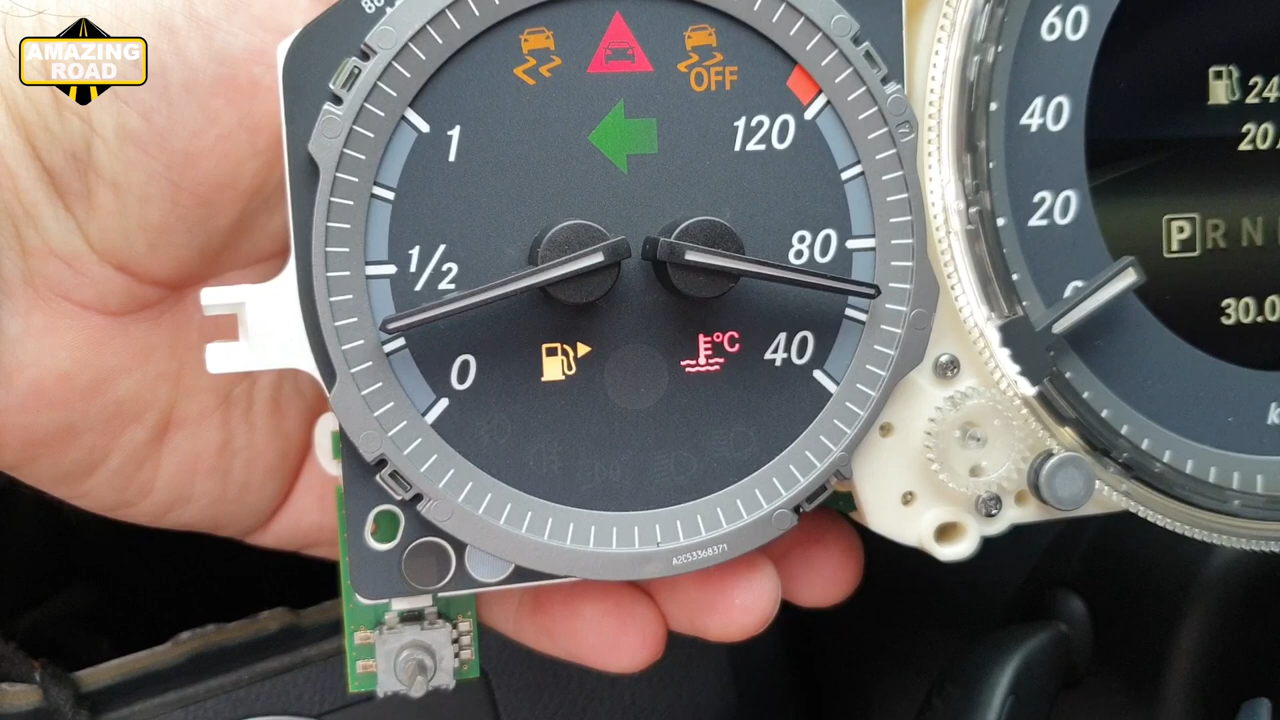 AMAZING
ROAD
OFF
1
120
1/2
80
0
°C
40
A2C53368371
60
40
20
24
20
P R N
30.0
k